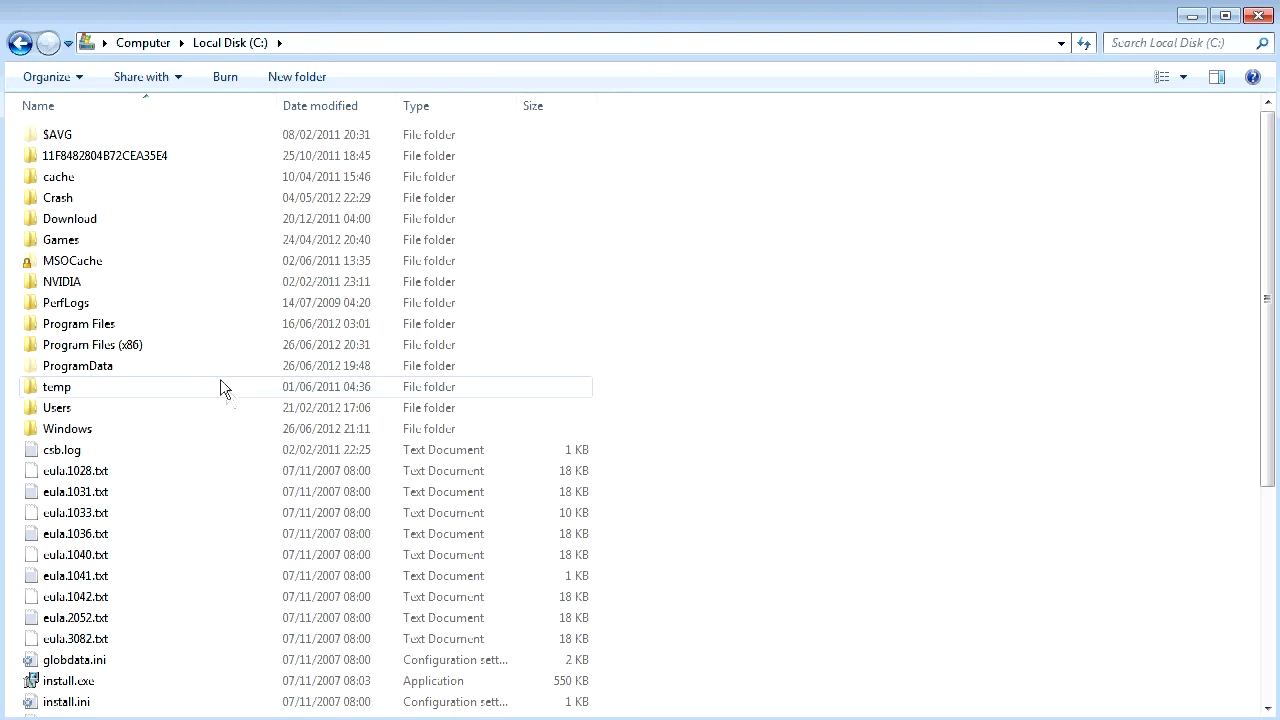 Computer Local Disk (C:) Search Local Disk (C:)
Organize Share with Burn New folder
Name Date modified Type Size
$AVG 08/02/2011 20:31 File folder
11F8482804B72CEA35E4 25/10/2011 18:45 File folder
cache 10/04/2011 15:46 File folder
Crash 04/05/2012 22:29 File folder
Download 20/12/2011 04:00 File folder
Games 24/04/2012 20:40 File folder
MSOCache 02/06/2011 13:35 File folder
NVIDIA 02/02/2011 23:11 File folder
PerfLogs 14/07/2009 04:20 File folder
Program Files 16/06/2012 03:01 File folder
Program Files (x86) 26/06/2012 20:31 File folder
ProgramData 26/06/2012 19:48 File folder
temp 01/06/2011 04:36 File folder
Users 21/02/2012 17:06 File folder
Windows 26/06/2012 21:11 File folder
csb.log 02/02/2011 22:25 Text Document 1 KB
eula.1028.txt 07/11/2007 08:00 Text Document 18 KB
eula.1031.txt 07/11/2007 08:00 Text Document 18 KB
eula.1033.txt 07/11/2007 08:00 Text Document 10 KB
eula.1036.txt 07/11/2007 08:00 Text Document 18 KB
eula.1040.txt 07/11/2007 08:00 Text Document 18 KB
eula.1041.txt 07/11/2007 08:00 Text Document 1 KB
eula.1042.txt 07/11/2007 08:00 Text Document 18 KB
eula.2052.txt 07/11/2007 08:00 Text Document 18 KB
eula.3082.txt 07/11/2007 08:00 Text Document 18 KB
globdata.ini 07/11/2007 08:00 Configuration sett... 2 KB
install.exe 07/11/2007 08:03 Application 550 KB
install.ini 07/11/2007 08:00 Configuration sett... 1 KB